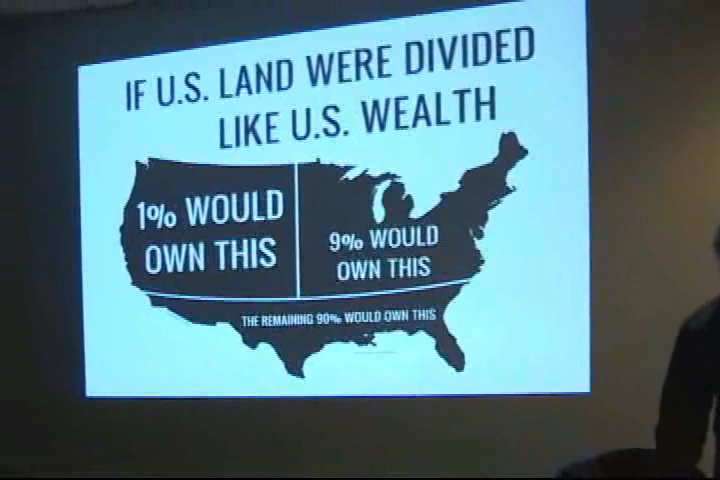 IF U.S. LAND WERE DIVIDED
LIKE U.S. WEALTH
1% WOULD
OWN THIS
9% WOULD
OWN THIS
THE REMAINING 90% WOULD OWN THIS